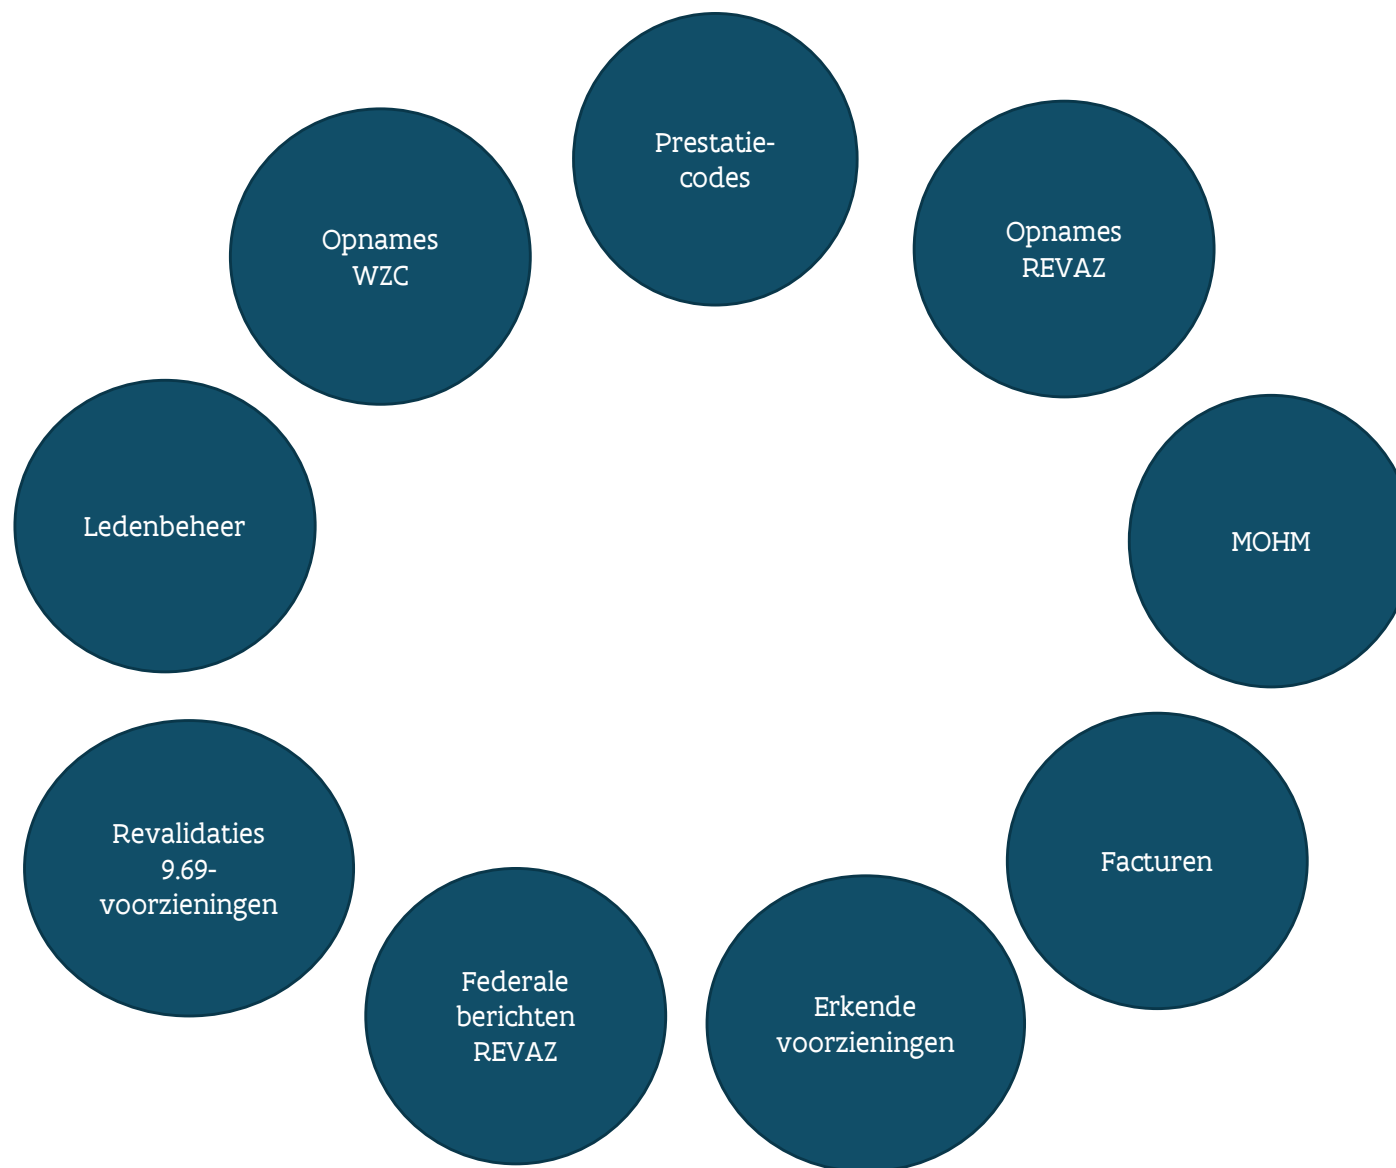 Prestatie-
codes
Opnames
REVAZ
Opnames
WZC
Ledenbeheer
MOHM
Revalidaties
9.69-
voorzieningen
Facturen
Federale
berichten
REVAZ
Erkende
voorzieningen